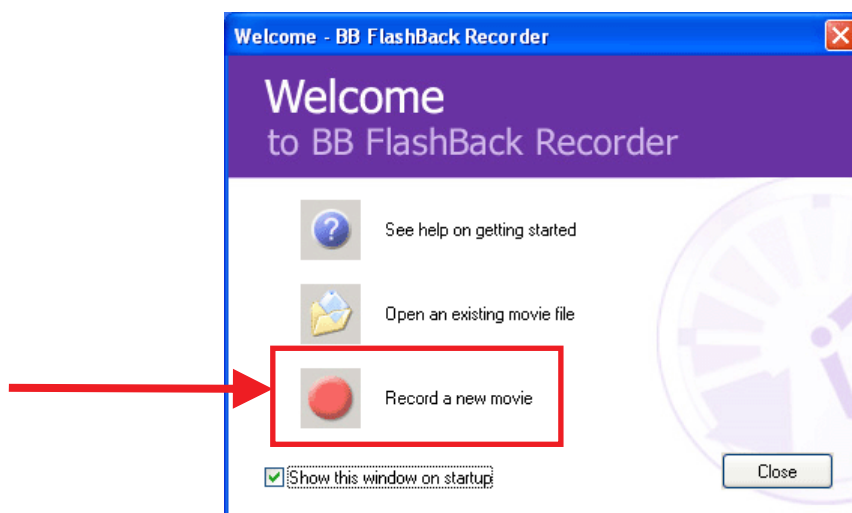 Welcome - BB FlashBack Recorder
Welcome
to BB FlashBack Recorder
See help on getting started
Open an existing movie file
Record a new movie
Show this window on startup
Close